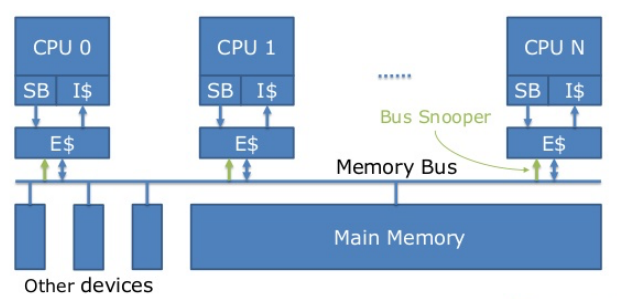 CPU 0
CPU 1
CPU N
SB
I$
SB
I$
......
SB
I$
Bus Snooper
E$
E$
E$
Memory Bus
Main Memory
Other devices